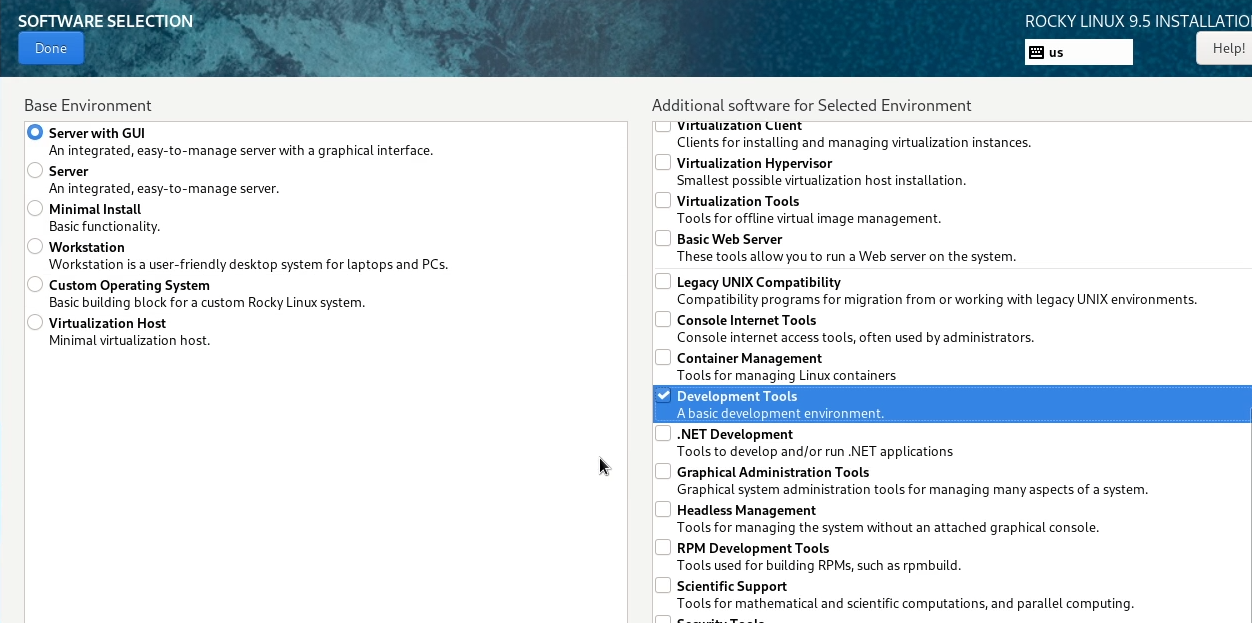 SOFTWARE SELECTION
Done
ROCKY LINUX 9.5 INSTALLATIO
us
Help!
Base Environment
Server with GUI
An integrated, easy-to-manage server with a graphical interface.
Server
An integrated, easy-to-manage server.
Minimal Install
Basic functionality.
Workstation
Workstation is a user-friendly desktop system for laptops and PCs.
Custom Operating System
Basic building block for a custom Rocky Linux system.
Virtualization Host
Minimal virtualization host.
Additional software for Selected Environment
Virtualization Client
Clients for installing and managing virtualization instances.
Virtualization Hypervisor
Smallest possible virtualization host installation.
Virtualization Tools
Tools for offline virtual image management.
Basic Web Server
These tools allow you to run a Web server on the system.
Legacy UNIX Compatibility
Compatibility programs for migration from or working with legacy UNIX environments.
Console Internet Tools
Console internet access tools, often used by administrators.
Container Management
Tools for managing Linux containers
Development Tools
A basic development environment.
.NET Development
Tools to develop and/or run .NET applications
Graphical Administration Tools
Graphical system administration tools for managing many aspects of a system.
Headless Management
Tools for managing the system without an attached graphical console.
RPM Development Tools
Tools used for building RPMs, such as rpmbuild.
Scientific Support
Tools for mathematical and scientific computations, and parallel computing.
Security Tools